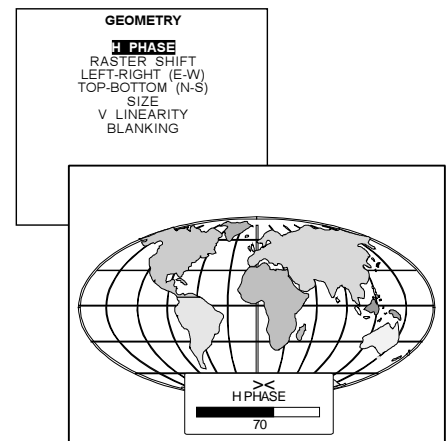 GEOMETRY
H PHASE
RASTER SHIFT
LEFT-RIGHT (E-W)
TOP-BOTTOM (N-S)
SIZE
V LINEARITY
BLANKING
><
H PHASE
70